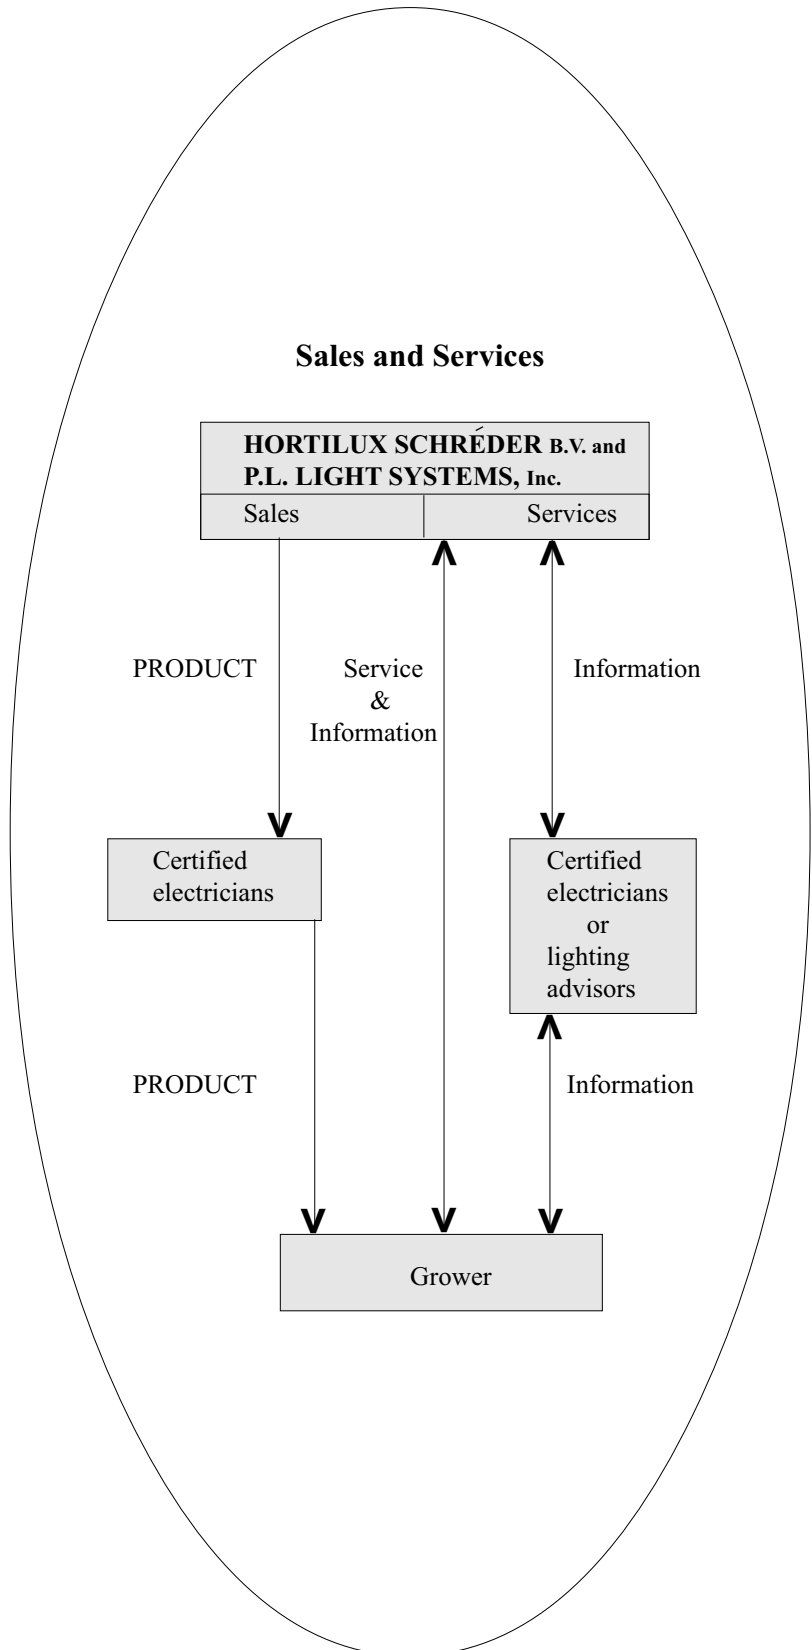 Sales and Services
HORTILUX SCHRÉDER B.V. and
P.L. LIGHT SYSTEMS, Inc.
Sales
Services
PRODUCT
Service
&
Information
Information
Certified
electricians
Certified
electricians
or
lighting
advisors
PRODUCT
Information
Grower